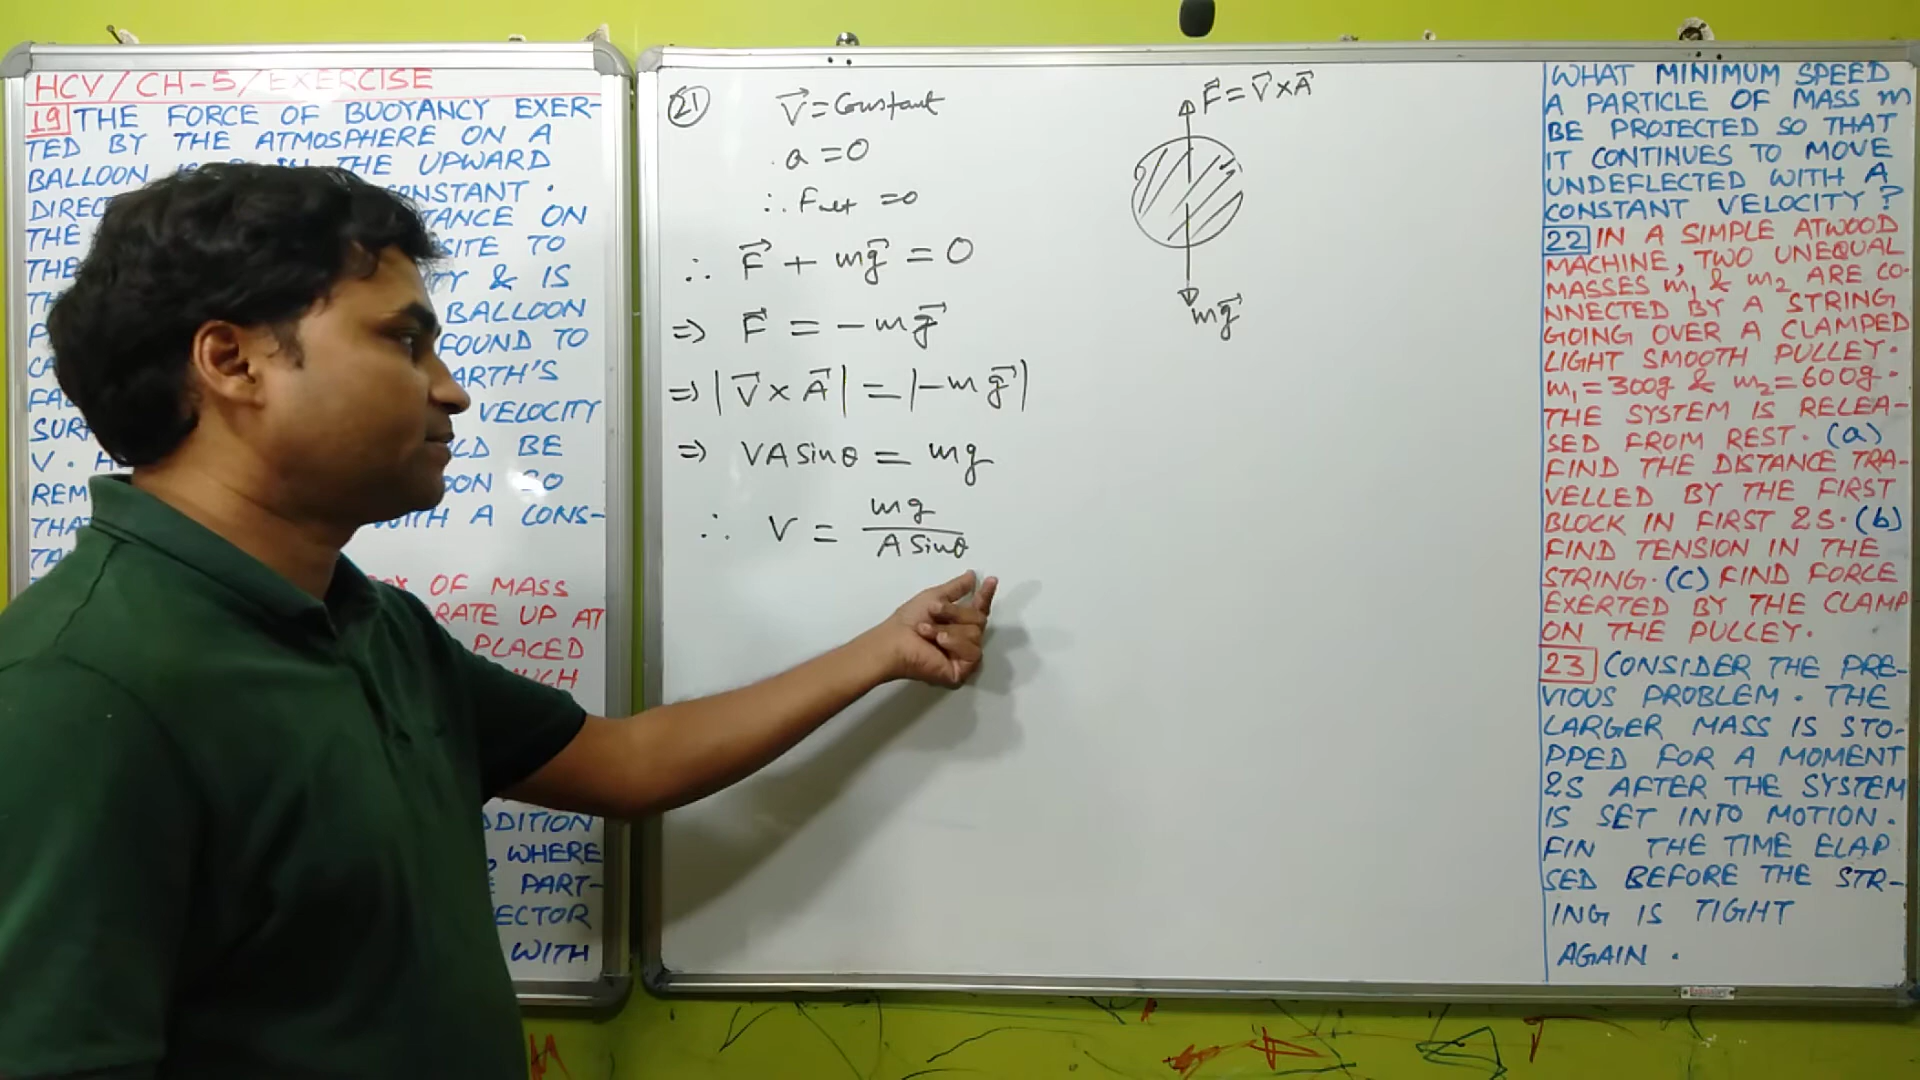 HCV/CH-5/EXERCISE
19 THE FORCE OF BUOYANCY EXER-
TED BY THE ATMOSPHERE ON A
BALLOON THE UPWARD
DIREC CONSTANT.
THE TANCE ON
THE SITE TO
TH TY & IS
P BALLOON
CA FOUND TO
FA ARTH'S
SUR VELOCITY
V. H LD BE
REM OON SO
THAT WITH A CONS-
TA
OF MASS
RATE UP AT
PLACED
UCH
DDITION
, WHERE
PART-
ECTOR
WITH
21
V⃗ = Constant
a = 0
∴ Fnet = 0
∴ F⃗ + mg⃗ = 0
=> F⃗ = -mg⃗
=> |V⃗ × A⃗| = |-mg⃗|
=> VA sinθ = mg
∴ V = mg / A sinθ
F⃗ = V⃗ × A⃗
mg⃗
WHAT MINIMUM SPEED
A PARTICLE OF MASS m
BE PROJECTED SO THAT
IT CONTINUES TO MOVE
UNDEFLECTED WITH A
CONSTANT VELOCITY?
22 IN A SIMPLE ATWOOD
MACHINE, TWO UNEQUAL
MASSES m1 & m2 ARE CO-
NNECTED BY A STRING
GOING OVER A CLAMPED
LIGHT SMOOTH PULLEY.
m1 = 300g & m2 = 600g.
THE SYSTEM IS RELEA-
SED FROM REST. (a)
FIND THE DISTANCE TRA-
VELLED BY THE FIRST
BLOCK IN FIRST 2S. (b)
FIND TENSION IN THE
STRING. (c) FIND FORCE
EXERTED BY THE CLAMP
ON THE PULLEY.
23 CONSIDER THE PRE-
VIOUS PROBLEM. THE
LARGER MASS IS STO-
PPED FOR A MOMENT
2S AFTER THE SYSTEM
IS SET INTO MOTION.
FIN THE TIME ELAP
SED BEFORE THE STR-
ING IS TIGHT
AGAIN.